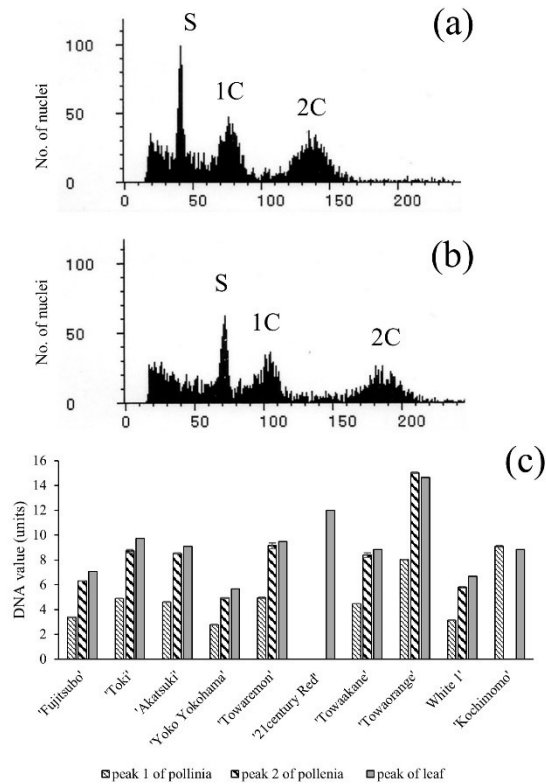 (a)
S
1C
2C
No. of nuclei
100
50
0
0 50 100 150 200
(b)
S
1C
2C
No. of nuclei
100
50
0
0 50 100 150 200
(c)
DNA value (units)
16
14
12
10
8
6
4
2
0
'Fujitsubo'
'Toki'
'Akatsuki'
'Yoko Yokohama'
'Towaremon'
'21century Red'
'Towaakane'
'Towaorange'
White 1'
'Kochimomo'
peak 1 of pollinia peak 2 of pollenia peak of leaf